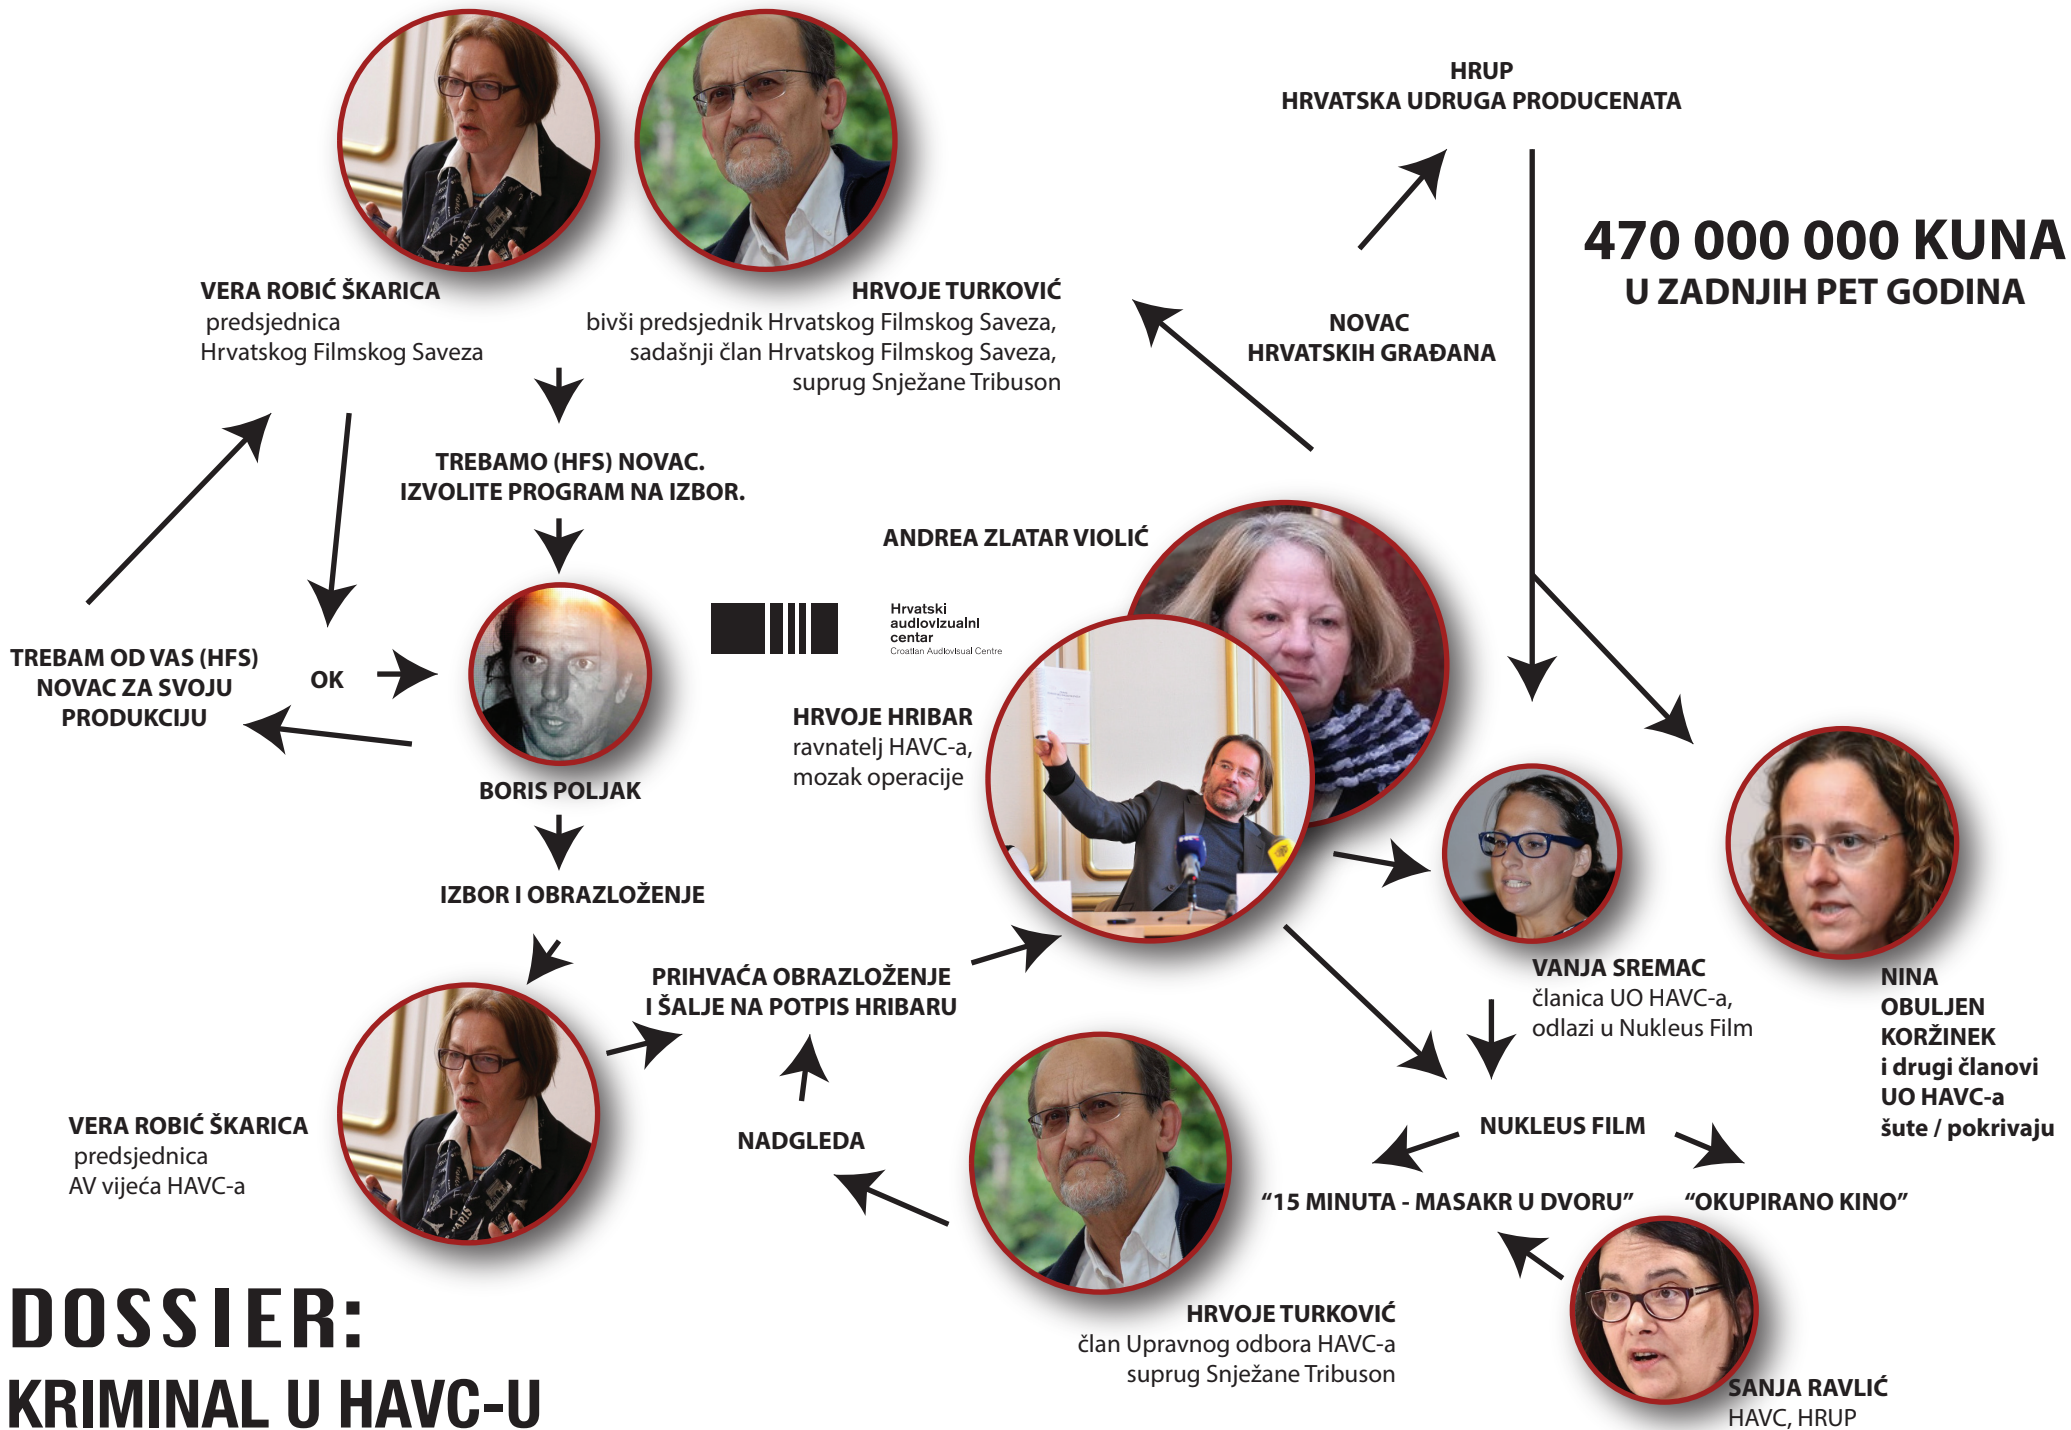 HRUP
HRVATSKA UDRUGA PRODUCENATA
470 000 000 KUNA
U ZADNJIH PET GODINA
VERA ROBIĆ ŠKARICA
predsjednica
Hrvatskog Filmskog Saveza
HRVOJE TURKOVIĆ
bivši predsjednik Hrvatskog Filmskog Saveza,
sadašnji član Hrvatskog Filmskog Saveza,
suprug Snježane Tribuson
NOVAC
HRVATSKIH GRAĐANA
TREBAMO (HFS) NOVAC.
IZVOLITE PROGRAM NA IZBOR.
ANDREA ZLATAR VIOLIĆ
Hrvatski
audiovizualni
centar
Croatian Audiovisual Centre
TREBAM OD VAS (HFS)
NOVAC ZA SVOJU
PRODUKCIJU
OK
HRVOJE HRIBAR
ravnatelj HAVC-a,
mozak operacije
BORIS POLJAK
IZBOR I OBRAZLOŽENJE
PRIHVAĆA OBRAZLOŽENJE
I ŠALJE NA POTPIS HRIBARU
VANJA SREMAC
članica UO HAVC-a,
odlazi u Nukleus Film
NINA
OBULJEN
KORŽINEK
i drugi članovi
UO HAVC-a
šute / pokrivaju
VERA ROBIĆ ŠKARICA
predsjednica
AV vijeća HAVC-a
NADGLEDA
NUKLEUS FILM
“15 MINUTA - MASAKR U DVORU”
“OKUPIRANO KINO”
HRVOJE TURKOVIĆ
član Upravnog odbora HAVC-a
suprug Snježane Tribuson
SANJA RAVLIĆ
HAVC, HRUP
DOSSIER:
KRIMINAL U HAVC-U